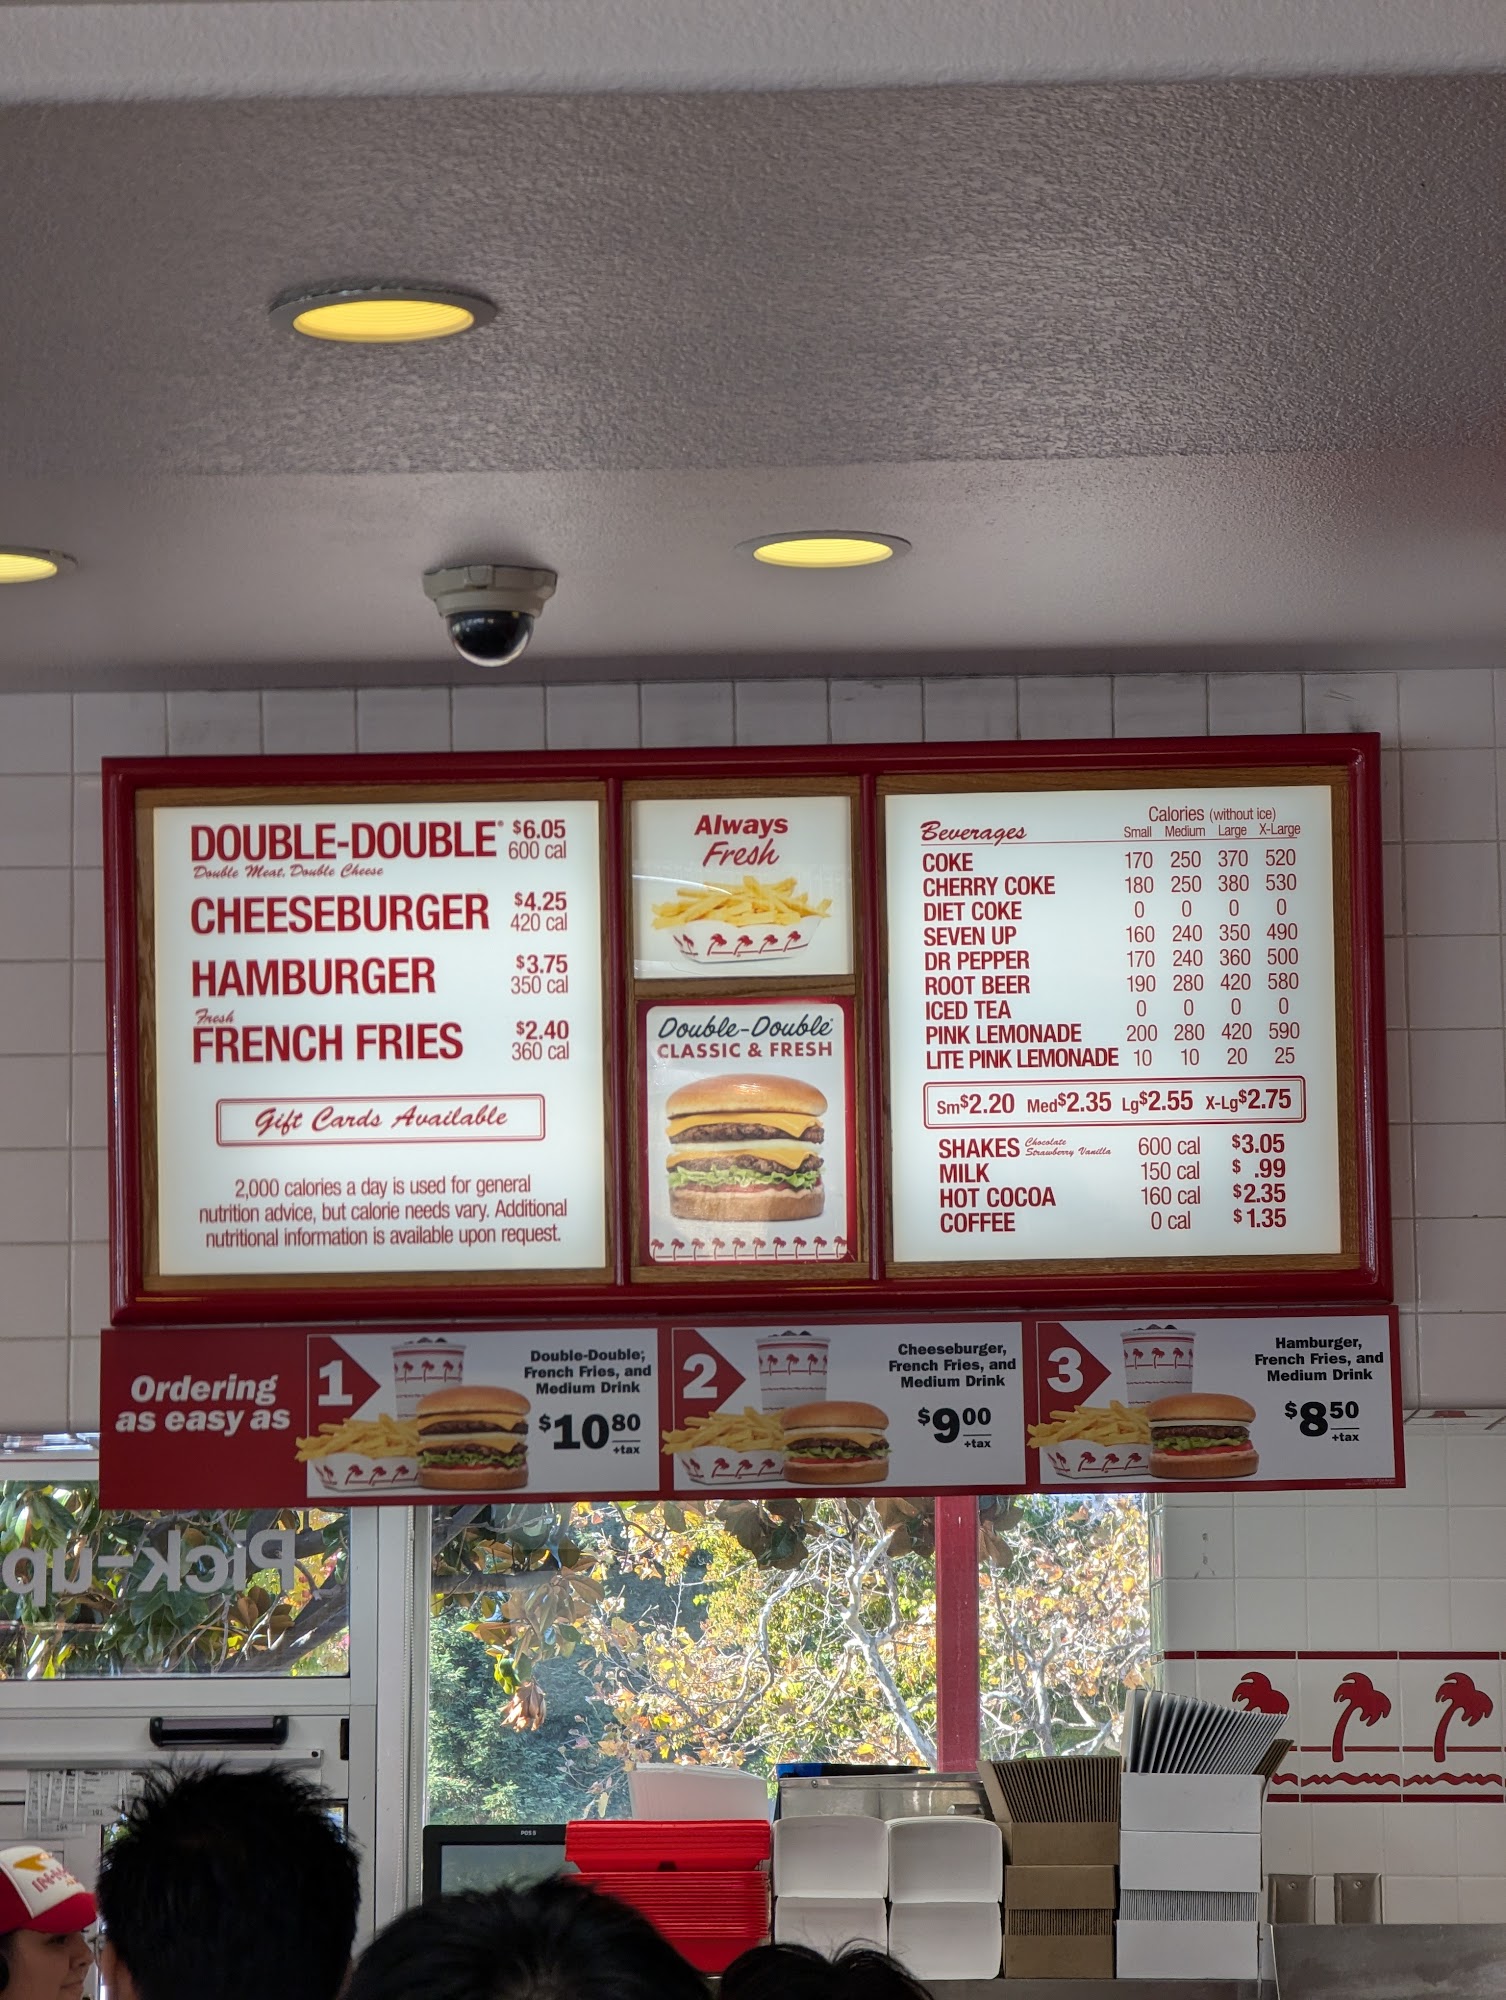 DOUBLE-DOUBLE® $6.05
Double Meat, Double Cheese 600 cal
CHEESEBURGER $4.25
420 cal
HAMBURGER $3.75
350 cal
Fresh
FRENCH FRIES $2.40
360 cal
Gift Cards Available
2,000 calories a day is used for general
nutrition advice, but calorie needs vary. Additional
nutritional information is available upon request.
Always
Fresh
Double-Double®
CLASSIC & FRESH
Calories (without ice)
Beverages Small Medium Large X-Large
COKE 170 250 370 520
CHERRY COKE 180 250 380 530
DIET COKE 0 0 0 0
SEVEN UP 160 240 350 490
DR PEPPER 170 240 360 500
ROOT BEER 190 280 420 580
ICED TEA 0 0 0 0
PINK LEMONADE 200 280 420 590
LITE PINK LEMONADE 10 10 20 25
Sm$2.20 Med$2.35 Lg$2.55 X-Lg$2.75
SHAKES Chocolate Strawberry Vanilla 600 cal $3.05
MILK 150 cal $ .99
HOT COCOA 160 cal $2.35
COFFEE 0 cal $1.35
Ordering
as easy as
1
Double-Double®,
French Fries, and
Medium Drink
$10 80
+tax
2
Cheeseburger,
French Fries, and
Medium Drink
$9 00
+tax
3
Hamburger,
French Fries, and
Medium Drink
$8 50
+tax
Pick-up
POS 5
IN-N-OUT